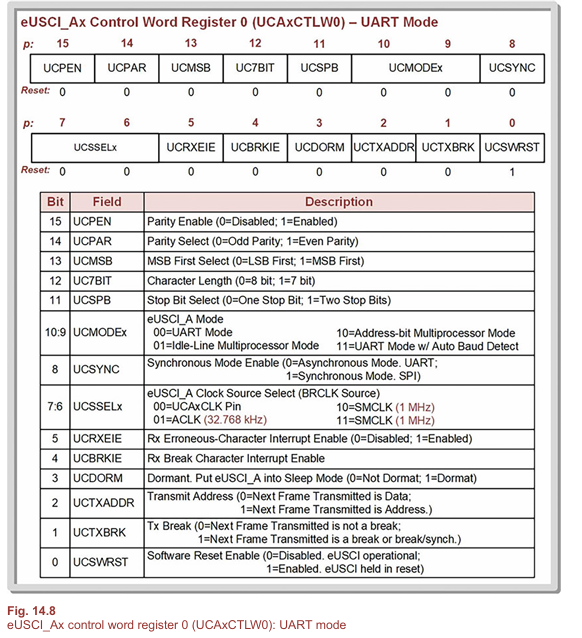 eUSCI_Ax Control Word Register 0 (UCAxCTLW0) – UART Mode
p: 15 14 13 12 11 10 9 8
UCPEN UCPAR UCMSB UC7BIT UCSPB UCMODEx UCSYNC
Reset: 0 0 0 0 0 0 0 0
p: 7 6 5 4 3 2 1 0
UCSSELx UCRXEIE UCBRKIE UCDORM UCTXADDR UCTXBRK UCSWRST
Reset: 0 0 0 0 0 0 0 1
Bit Field Description
15 UCPEN Parity Enable (0=Disabled; 1=Enabled)
14 UCPAR Parity Select (0=Odd Parity; 1=Even Parity)
13 UCMSB MSB First Select (0=LSB First; 1=MSB First)
12 UC7BIT Character Length (0=8 bit; 1=7 bit)
11 UCSPB Stop Bit Select (0=One Stop Bit; 1=Two Stop Bits)
10:9 UCMODEx eUSCI_A Mode
00=UART Mode 10=Address-bit Multiprocessor Mode
01=Idle-Line Multiprocessor Mode 11=UART Mode w/ Auto Baud Detect
8 UCSYNC Synchronous Mode Enable (0=Asynchronous Mode. UART;
1=Synchronous Mode. SPI)
7:6 UCSSELx eUSCI_A Clock Source Select (BRCLK Source)
00=UCAxCLK Pin 10=SMCLK (1 MHz)
01=ACLK (32.768 kHz) 11=SMCLK (1 MHz)
5 UCRXEIE Rx Erroneous-Character Interrupt Enable (0=Disabled; 1=Enabled)
4 UCBRKIE Rx Break Character Interrupt Enable
3 UCDORM Dormant. Put eUSCI_A into Sleep Mode (0=Not Dormat; 1=Dormat)
2 UCTXADDR Transmit Address (0=Next Frame Transmitted is Data;
1=Next Frame Transmitted is Address.)
1 UCTXBRK Tx Break (0=Next Frame Transmitted is not a break;
1=Next Frame Transmitted is a break or break/synch.)
0 UCSWRST Software Reset Enable (0=Disabled. eUSCI operational;
1=Enabled. eUSCI held in reset)
Fig. 14.8
eUSCI_Ax control word register 0 (UCAxCTLW0): UART mode